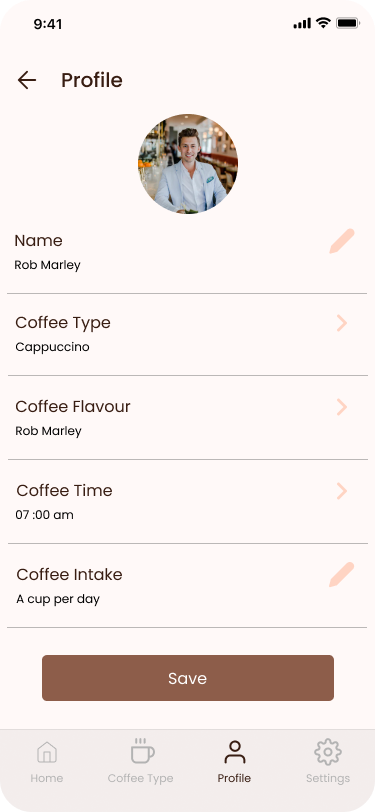 9:41
Profile
Name
Rob Marley
Coffee Type
Cappuccino
Coffee Flavour
Rob Marley
Coffee Time
07 :00 am
Coffee Intake
A cup per day
Save
Home Coffee Type Profile Settings